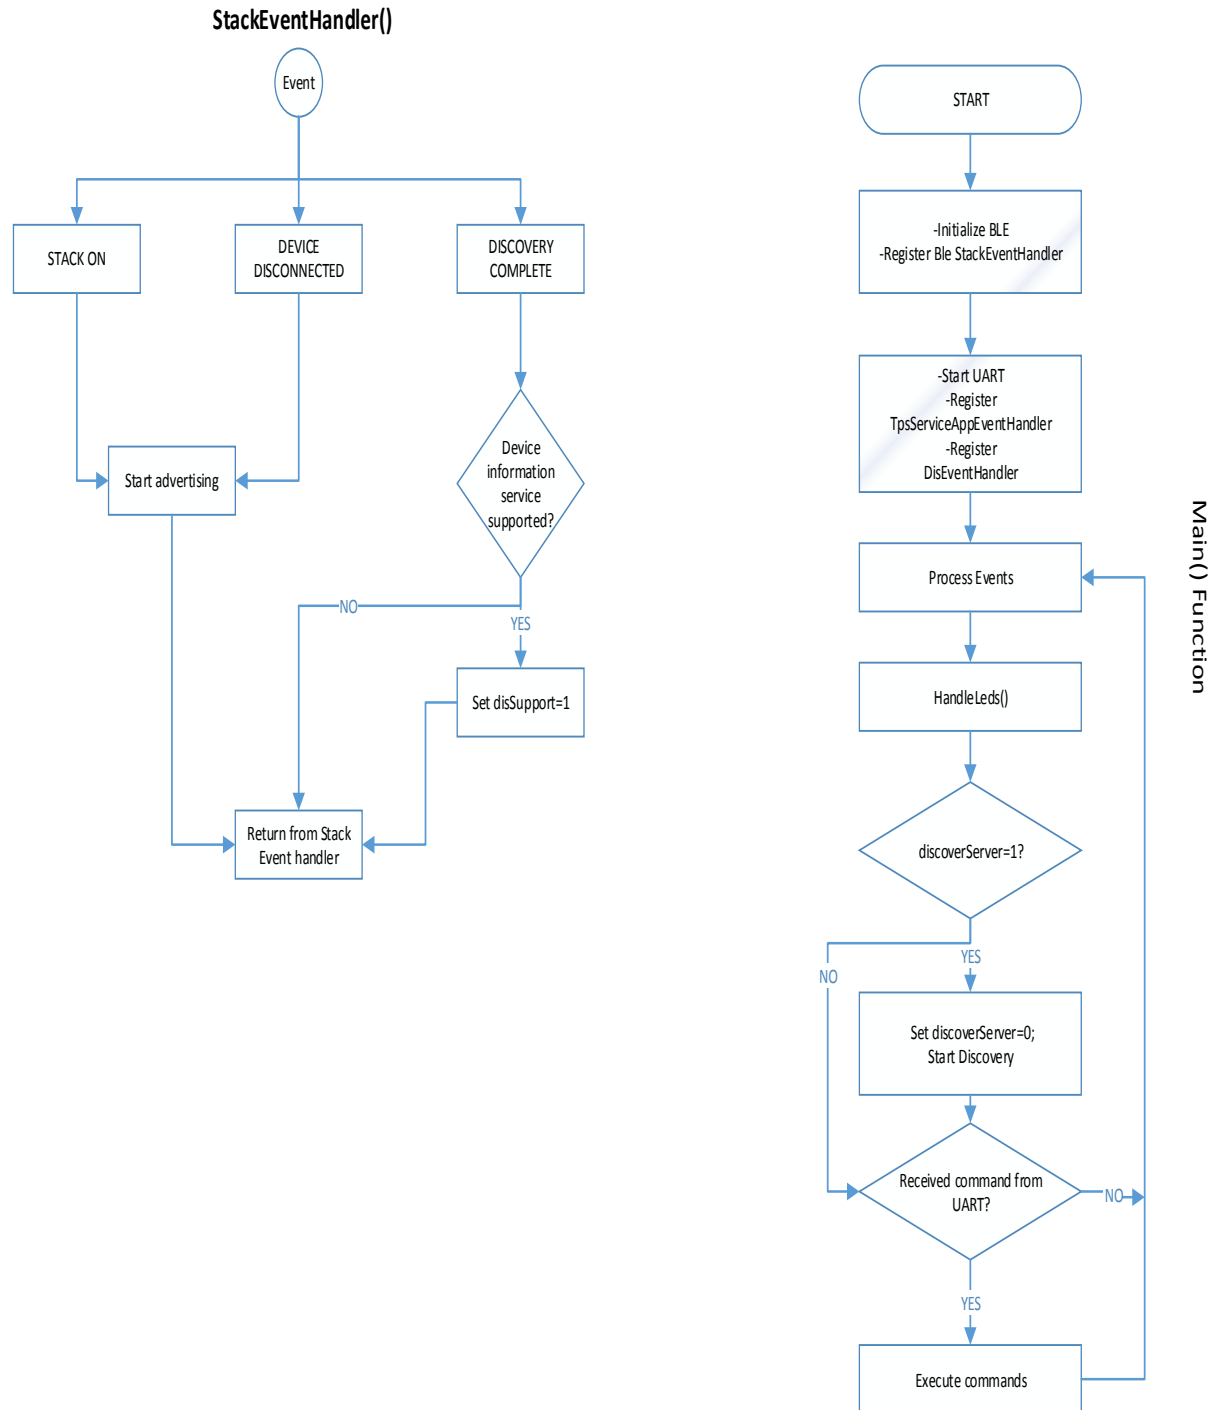 StackEventHandler()
Event
STACK ON
DEVICE
DISCONNECTED
DISCOVERY
COMPLETE
Device
information
service
supported?
Start advertising
NO
YES
Set disSupport=1
Return from Stack
Event handler
START
-Initialize BLE
-Register Ble StackEventHandler
-Start UART
-Register
TpsServiceAppEventHandler
-Register
DisEventHandler
Process Events
HandleLeds()
discoverServer=1?
YES
NO
Set discoverServer=0;
Start Discovery
Received command from
UART?
NO
YES
Execute commands
Main() Function